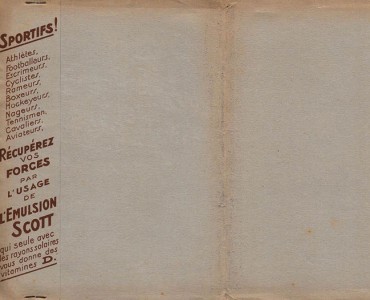 SPORTIFS!
Athlètes,
Footballeurs,
Escrimeurs,
Cyclistes,
Rameurs,
Boxeurs,
Hockeyeurs,
Nageurs,
Tennismen,
Cavaliers,
Aviateurs,
RÉCUPÉREZ
VOS
FORCES
PAR
L'USAGE
DE
L'ÉMULSION
SCOTT
qui seule avec
les rayons solaires
vous donne des
vitamines D.